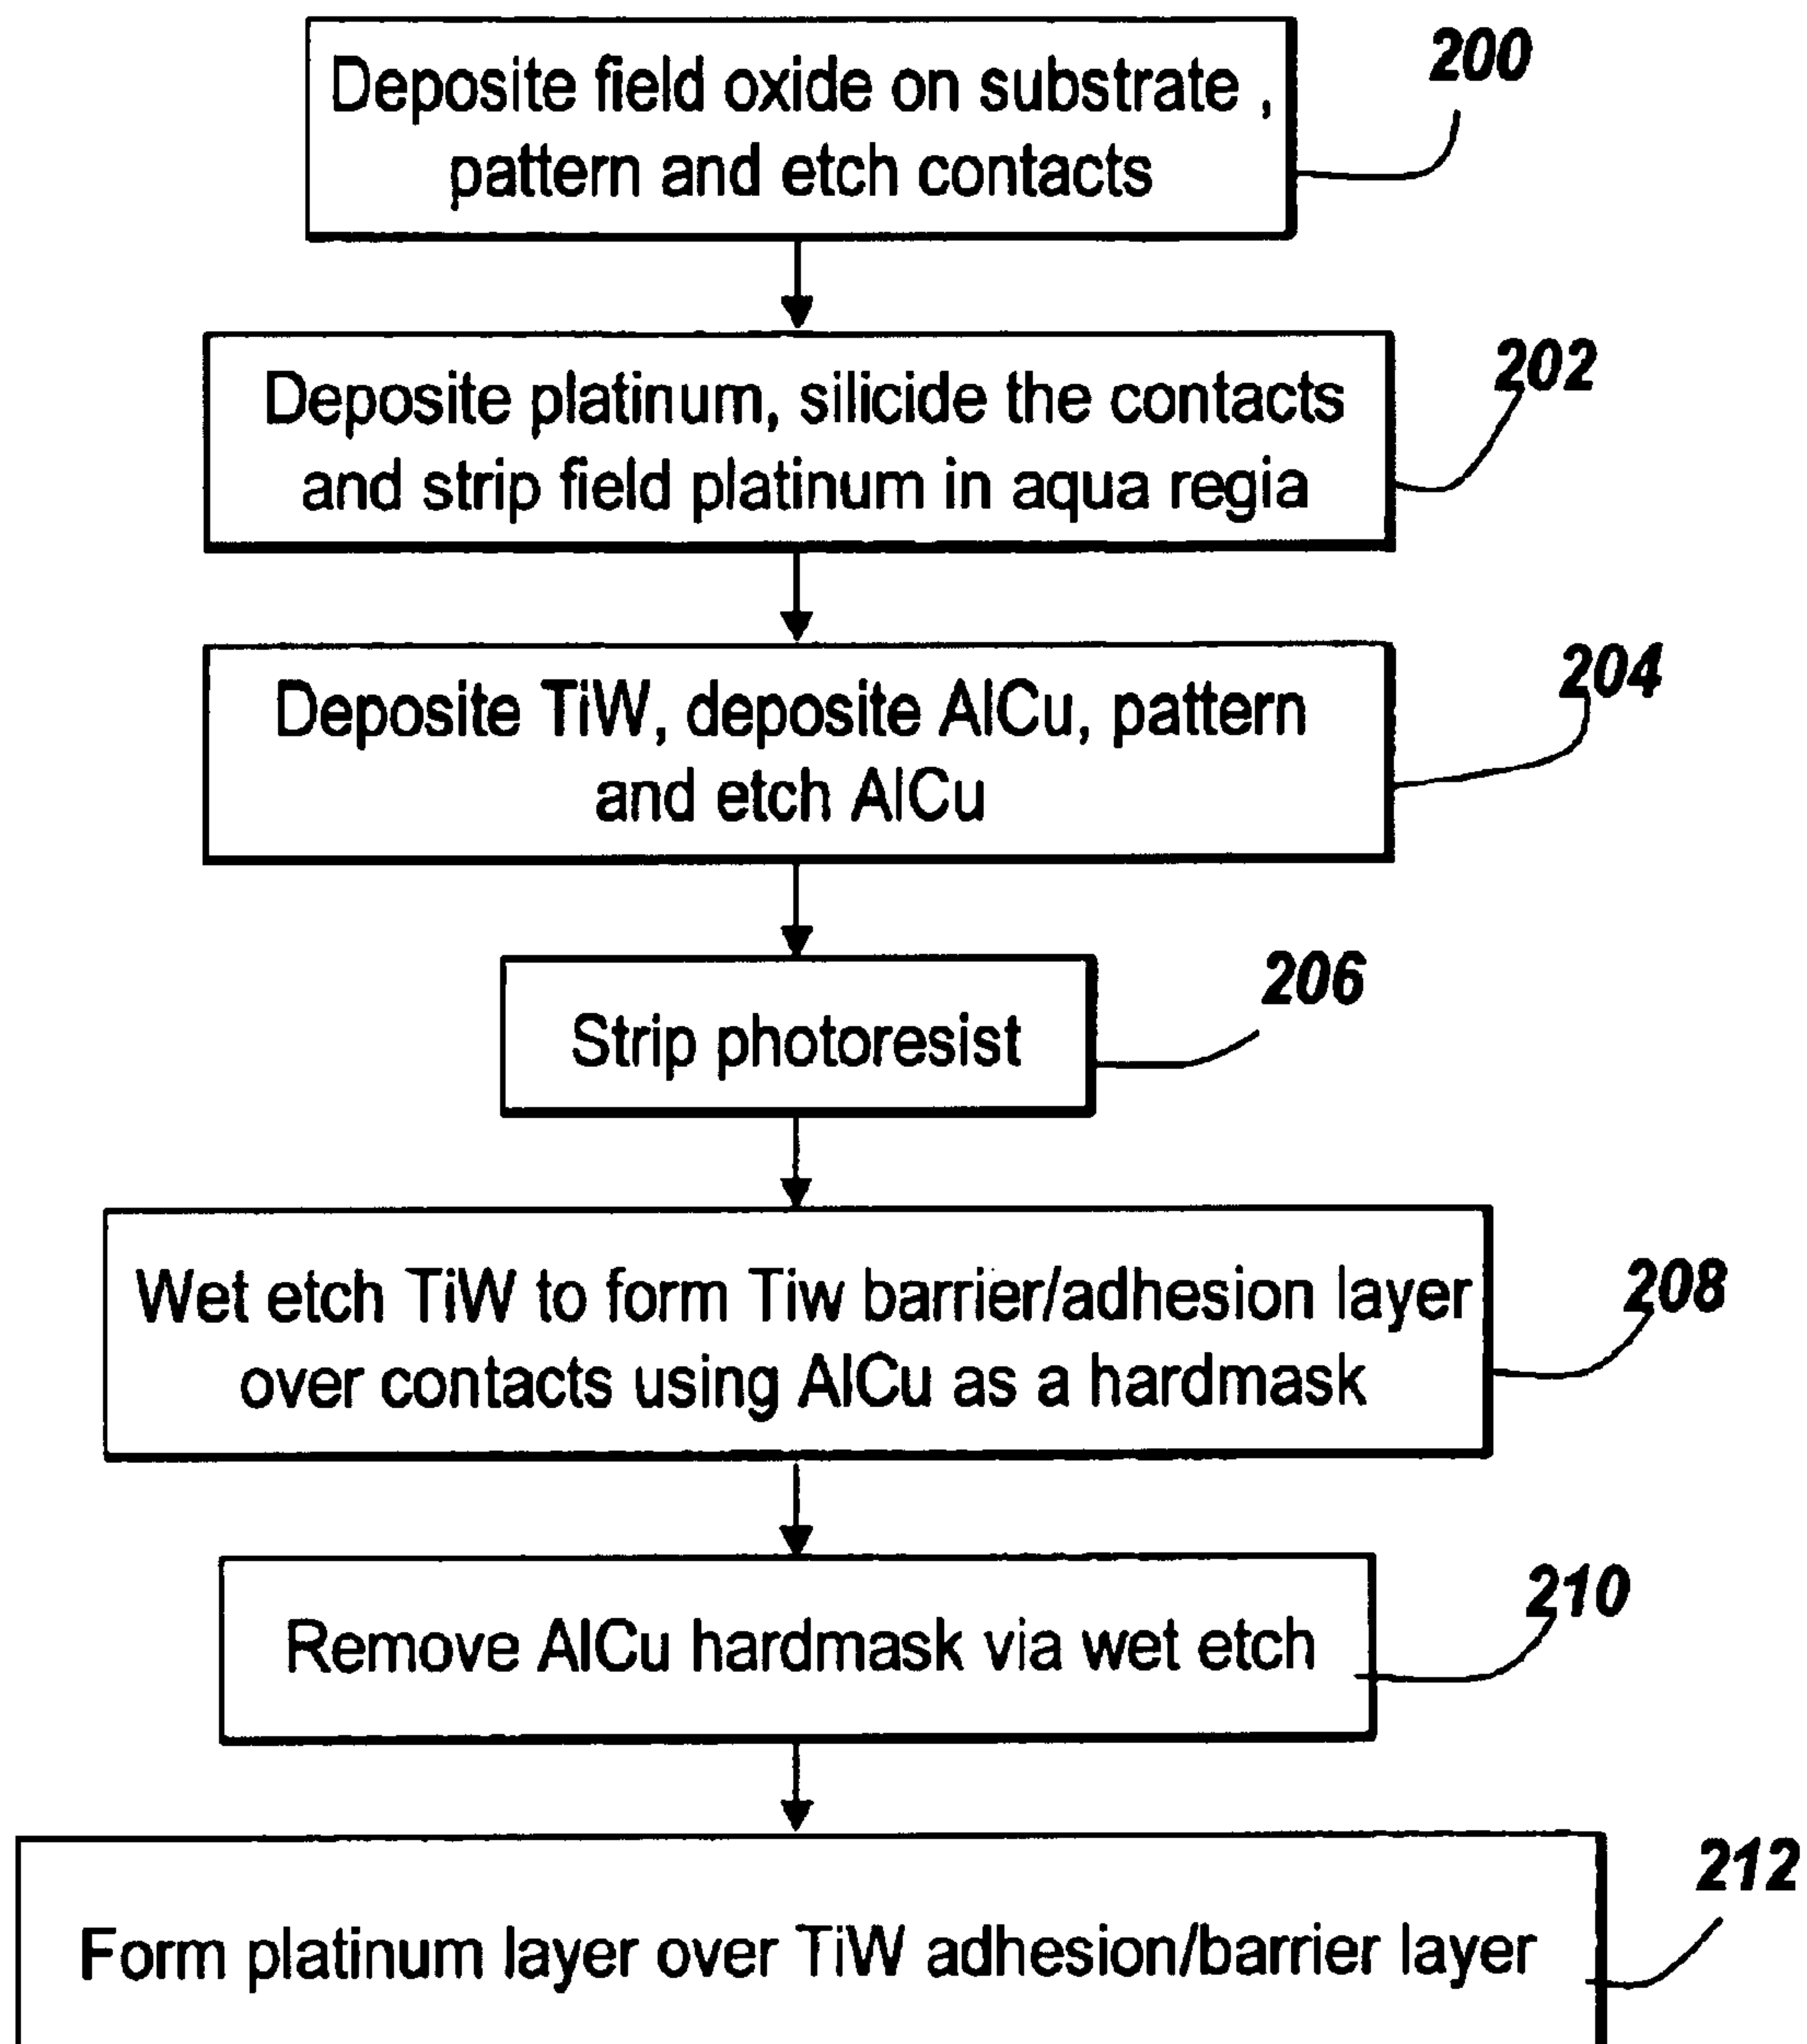 Deposite field oxide on substrate ,
pattern and etch contacts
200
Deposite platinum, silicide the contacts
and strip field platinum in aqua regia
202
Deposite TiW, deposite AlCu, pattern
and etch AlCu
204
Strip photoresist
206
Wet etch TiW to form Tiw barrier/adhesion layer
over contacts using AlCu as a hardmask
208
Remove AlCu hardmask via wet etch
210
Form platinum layer over TiW adhesion/barrier layer
212